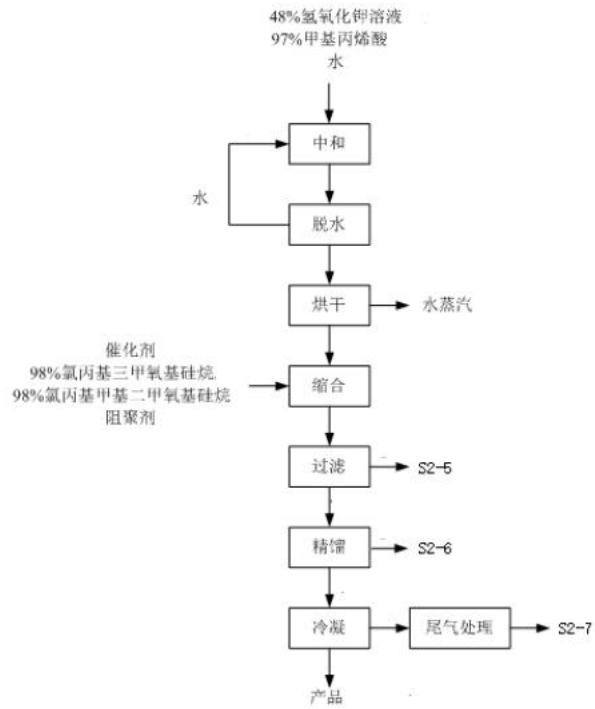 48%氢氧化钾溶液
97%甲基丙烯酸
水
中和
水
脱水
烘干
水蒸汽
催化剂
98%氯丙基三甲氧基硅烷
98%氯丙基甲基二甲氧基硅烷
阻聚剂
缩合
过滤
S2-5
精馏
S2-6
冷凝
尾气处理
S2-7
产品